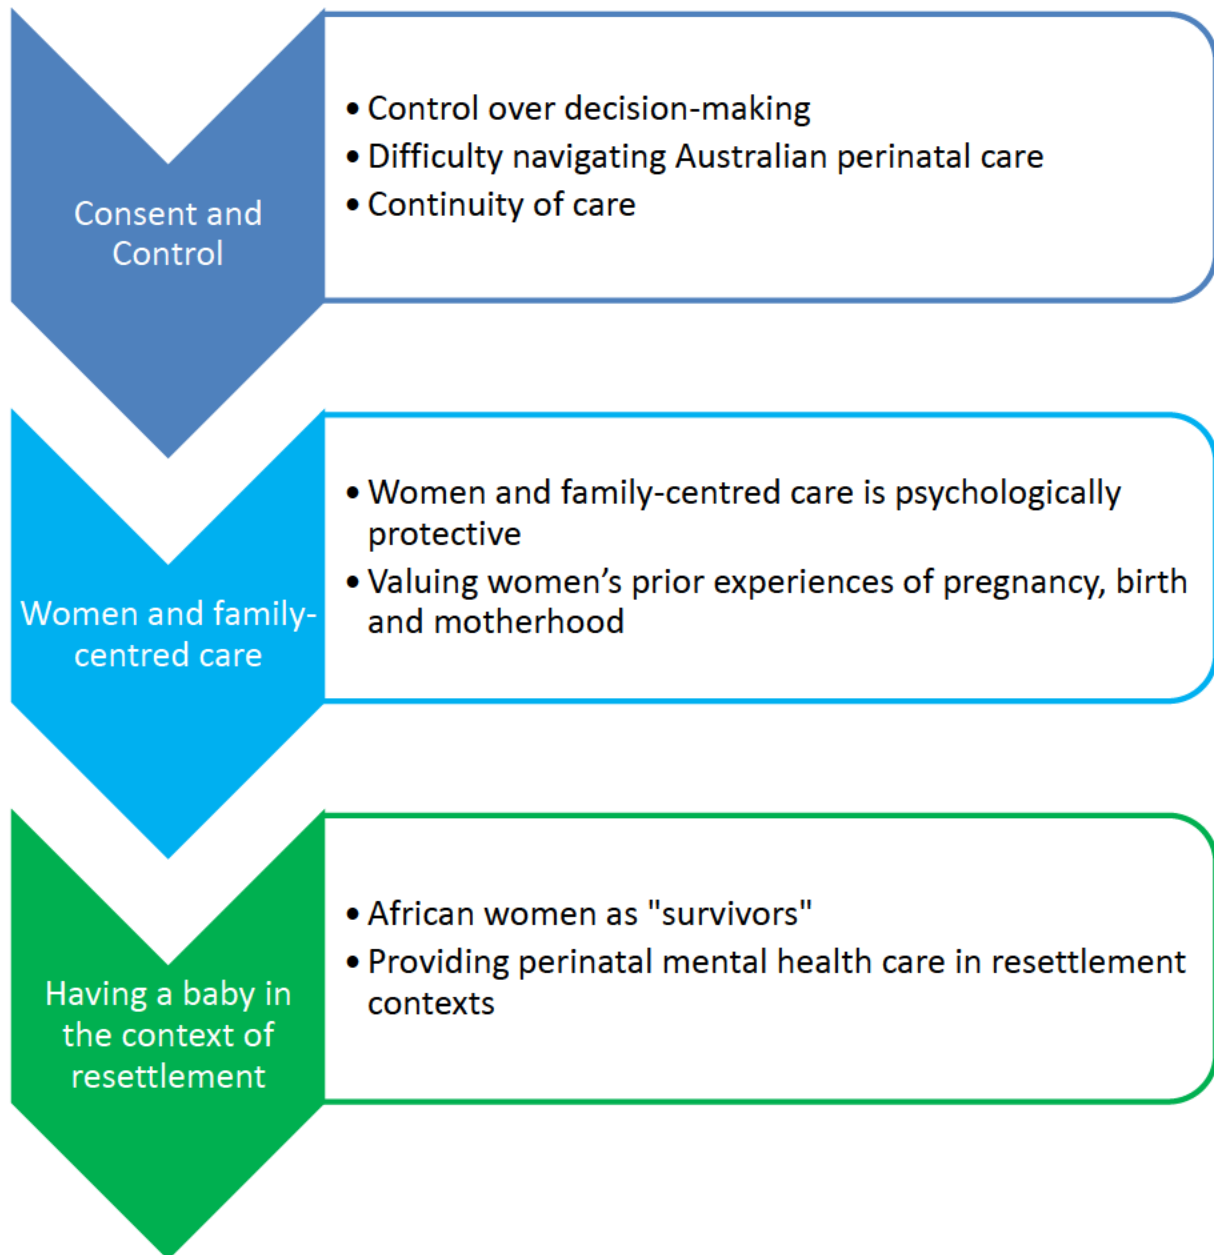 Consent and
Control
• Control over decision-making
• Difficulty navigating Australian perinatal care
• Continuity of care
Women and family-
centred care
• Women and family-centred care is psychologically
protective
• Valuing women’s prior experiences of pregnancy, birth
and motherhood
Having a baby in
the context of
resettlement
• African women as "survivors"
• Providing perinatal mental health care in resettlement
contexts